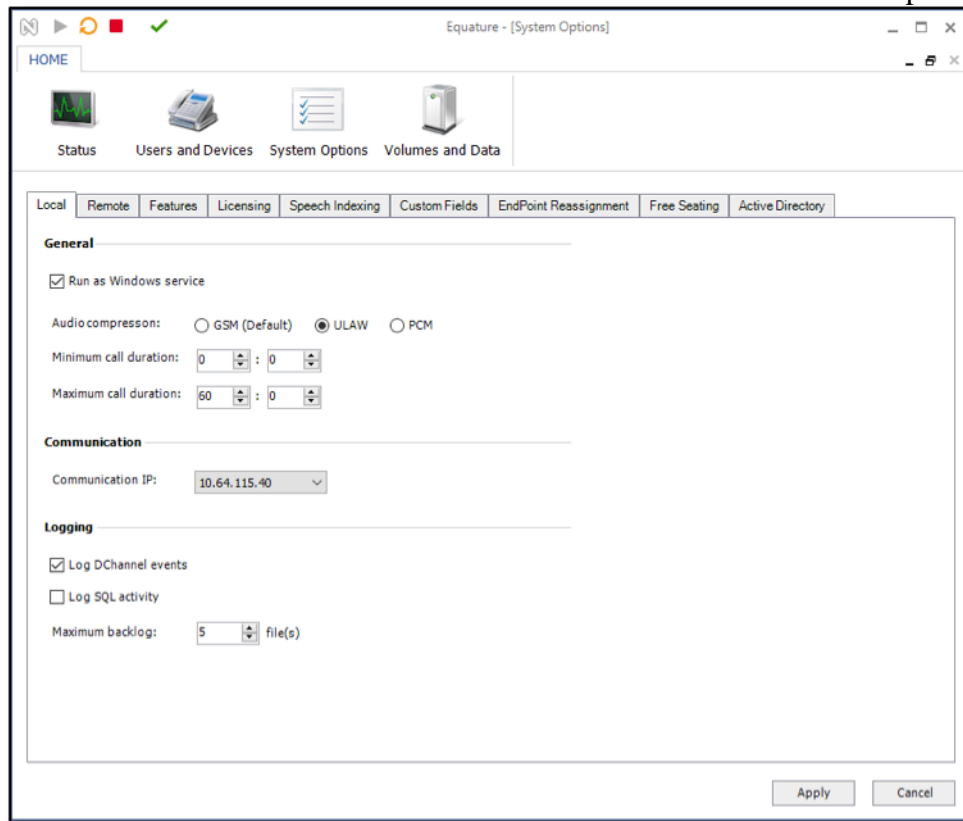 Equature - [System Options]
HOME
Status Users and Devices System Options Volumes and Data
Local Remote Features Licensing Speech Indexing Custom Fields EndPoint Reassignment Free Seating Active Directory
General
Run as Windows service
Audio compresson: GSM (Default) ULAW PCM
Minimum call duration: 0 : 0
Maximum call duration: 60 : 0
Communication
Communication IP: 10.64.115.40
Logging
Log DChannel events
Log SQL activity
Maximum backlog: 5 file(s)
Apply Cancel